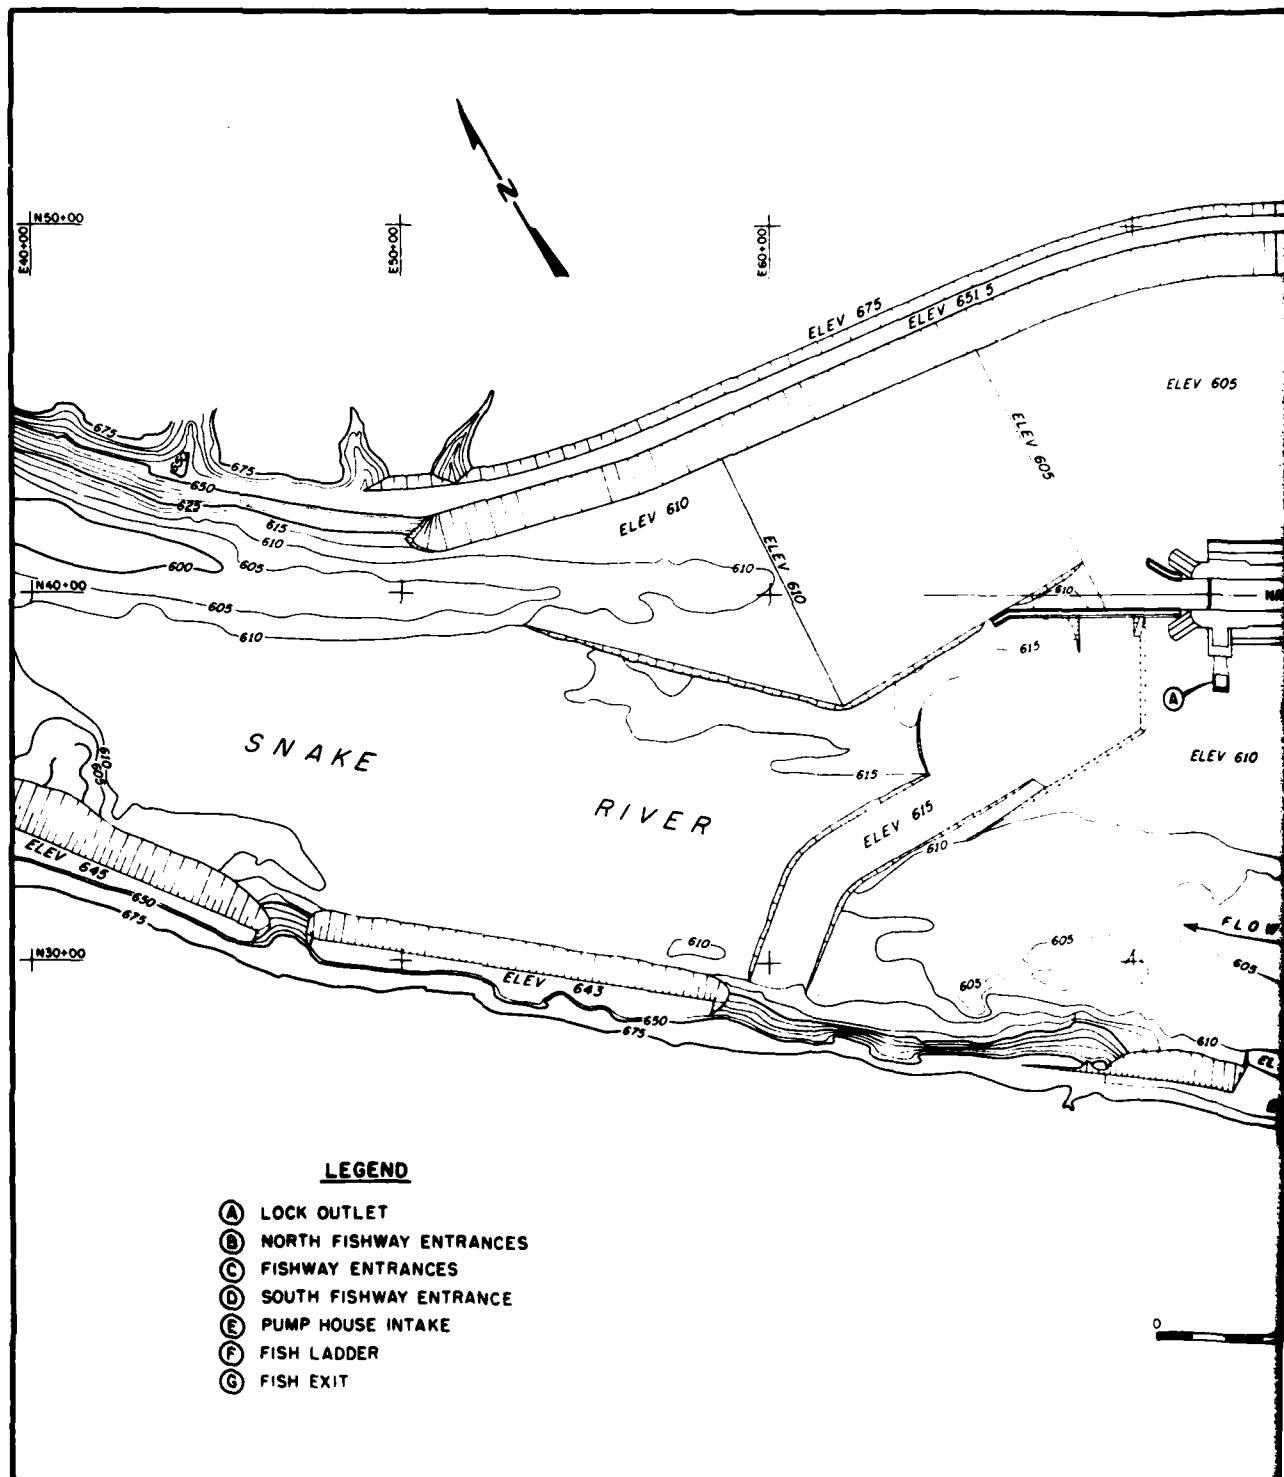 N
N50+00
E40+00
E50+00
E60+00
ELEV 675
ELEV 651 5
ELEV 605
ELEV 605
675
675
650
625
615
610
600
605
ELEV 610
ELEV 610
610
N40+00
605
610
610
615
A
SNAKE
RIVER
610
605
615
ELEV 615
610
ELEV 610
ELEV 645
650
675
FLOW
605
N30+00
610
605
605
ELEV 643
650
675
610
EL
LEGEND
A LOCK OUTLET
B NORTH FISHWAY ENTRANCES
C FISHWAY ENTRANCES
D SOUTH FISHWAY ENTRANCE
E PUMP HOUSE INTAKE
F FISH LADDER
G FISH EXIT
0